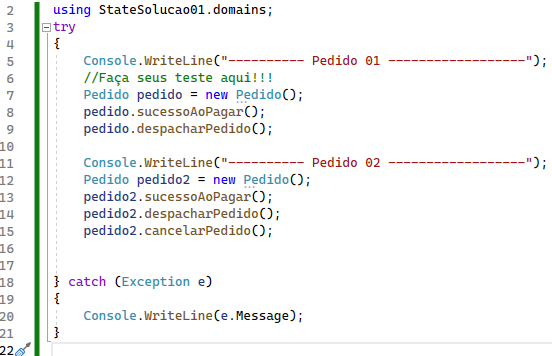 2 using StateSolucao01.domains;
3 try
4 {
5 Console.WriteLine("---------- Pedido 01 ------------------");
6 //Faça seus teste aqui!!!
7 Pedido pedido = new Pedido();
8 pedido.sucessoAoPagar();
9 pedido.despacharPedido();
10
11 Console.WriteLine("---------- Pedido 02 ------------------");
12 Pedido pedido2 = new Pedido();
13 pedido2.sucessoAoPagar();
14 pedido2.despacharPedido();
15 pedido2.cancelarPedido();
16
17
18 } catch (Exception e)
19 {
20 Console.WriteLine(e.Message);
21 }
22